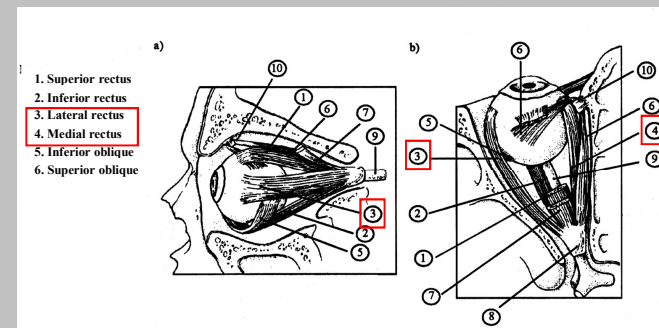 a)
b)
1. Superior rectus
2. Inferior rectus
3. Lateral rectus
4. Medial rectus
5. Inferior oblique
6. Superior oblique
10
1
6
7
9
3
2
5
6
10
5
6
3
4
9
2
1
7
8